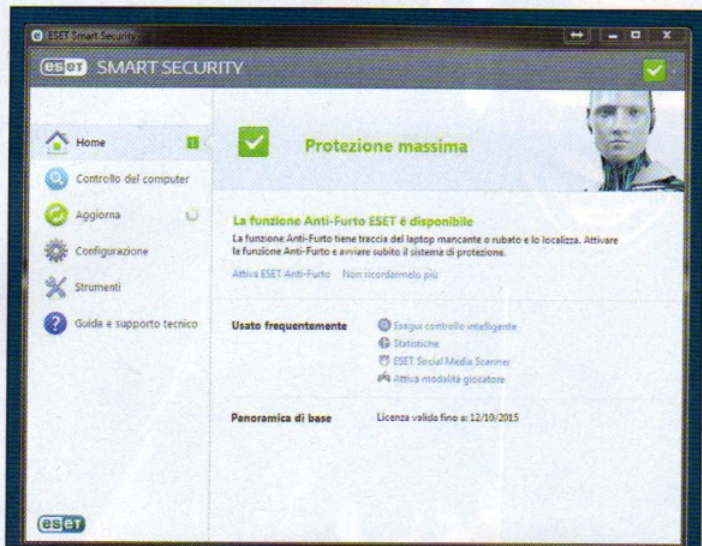 ESET Smart Security
eset SMART SECURITY
Home 1
Controllo del computer
Aggiorna
Configurazione
Strumenti
Guida e supporto tecnico
Protezione massima
La funzione Anti-Furto ESET é disponibile
La funzione Anti-Furto tiene traccia del laptop mancante o rubato e lo localizza. Attivare
la funzione Anti-Furto e avviare subito il sistema di protezione.
Attiva ESET Anti-Furto Non ricordarmelo più
Usato frequentemente
Esegui controllo intelligente
Statistiche
ESET Social Media Scanner
Attiva modalità giocatore
Panoramica di base
Licenza valida fino a: 12/10/2015
eset